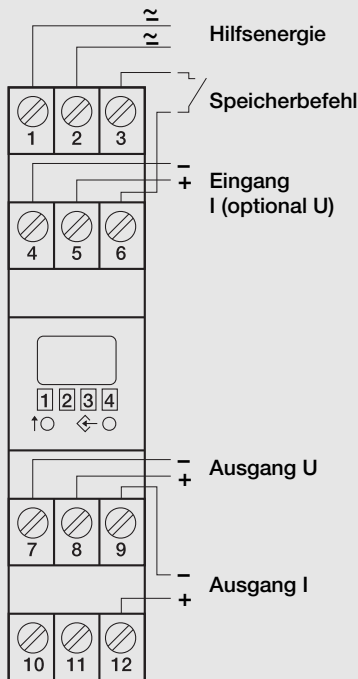 ≃
≃
Hilfsenergie
1 2 3
Speicherbefehl
–
+
Eingang
I (optional U)
4 5 6
1 2 3 4
–
+
Ausgang U
7 8 9
–
+
Ausgang I
10 11 12